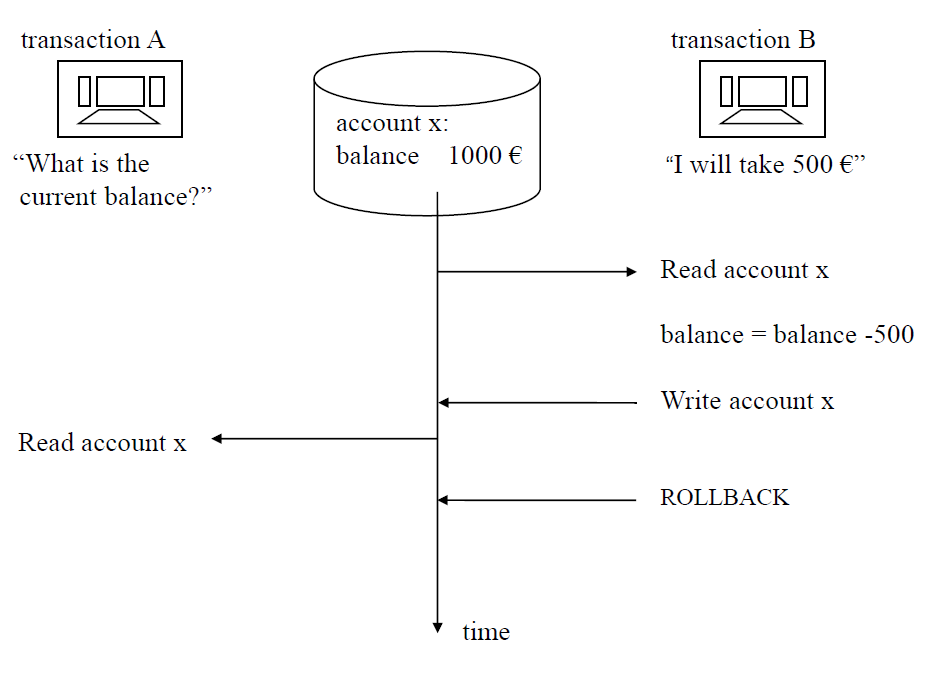 transaction A
transaction B
account x:
balance 1000 €
“What is the
current balance?”
“I will take 500 €”
Read account x
balance = balance -500
Write account x
Read account x
ROLLBACK
time